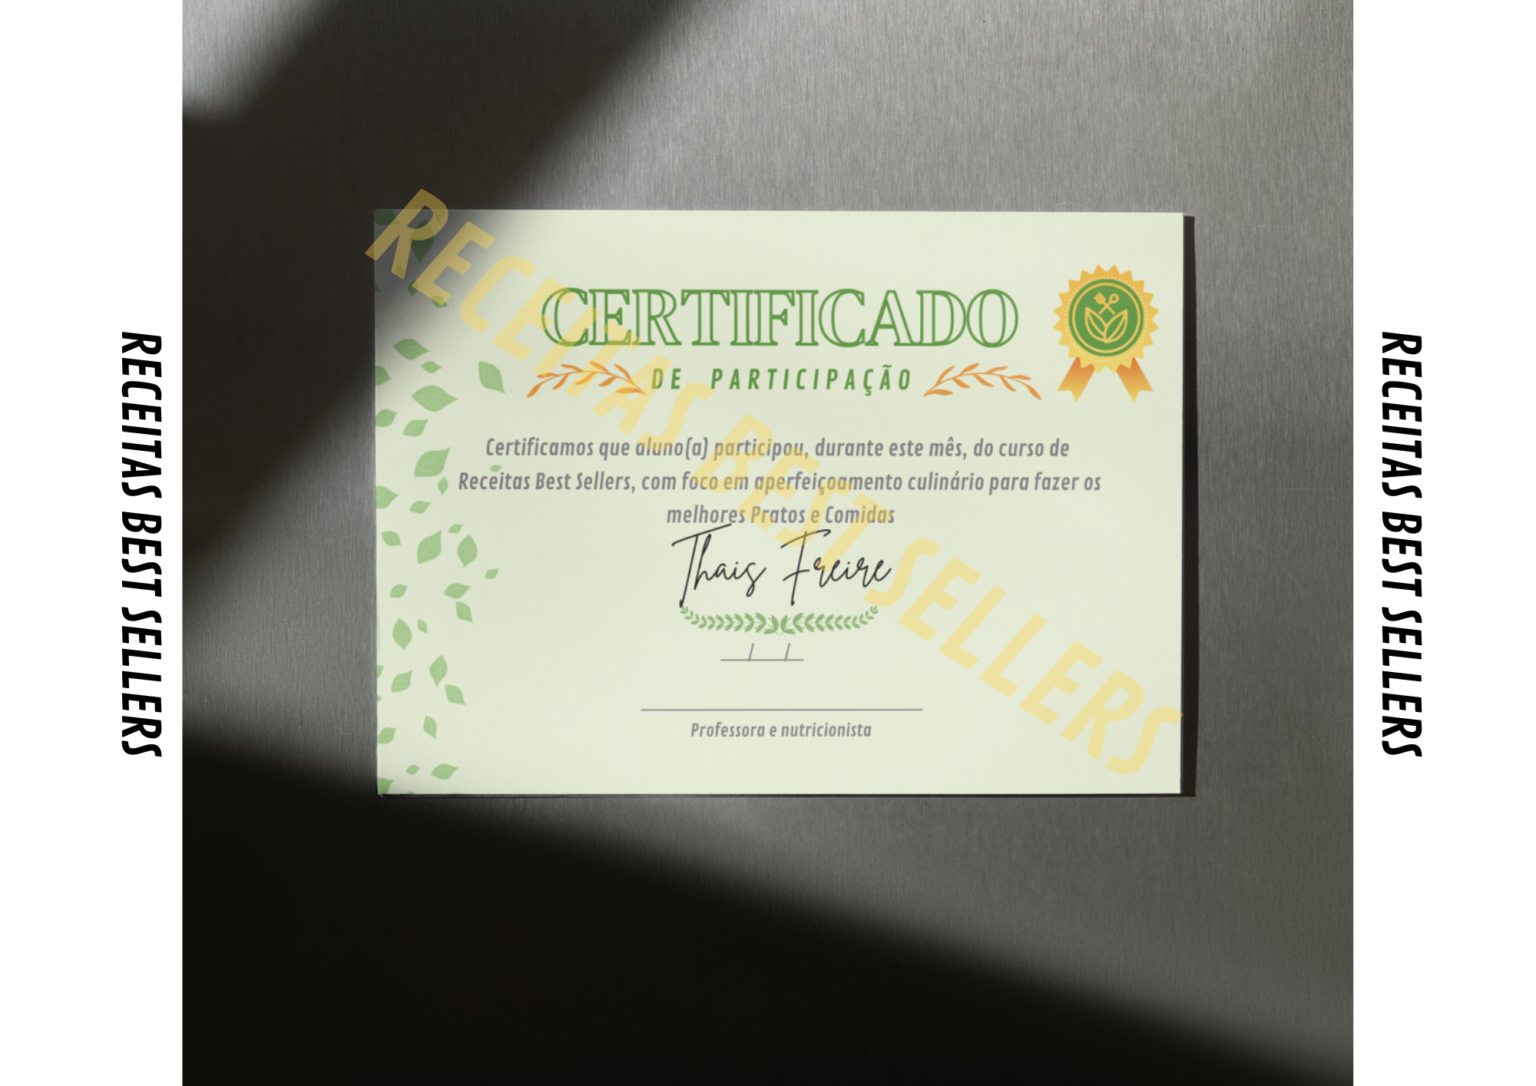 RECEITAS BEST SELLERS
CERTIFICADO
DE PARTICIPAÇÃO
Certificamos que aluno(a) participou, durante este mês, do curso de
Receitas Best Sellers, com foco em aperfeiçoamento culinário para fazer os
melhores Pratos e Comidas
Thais Freire
__/__/__
Professora e nutricionista
RECEITAS BEST SELLERS
RECEITAS BEST SELLERS